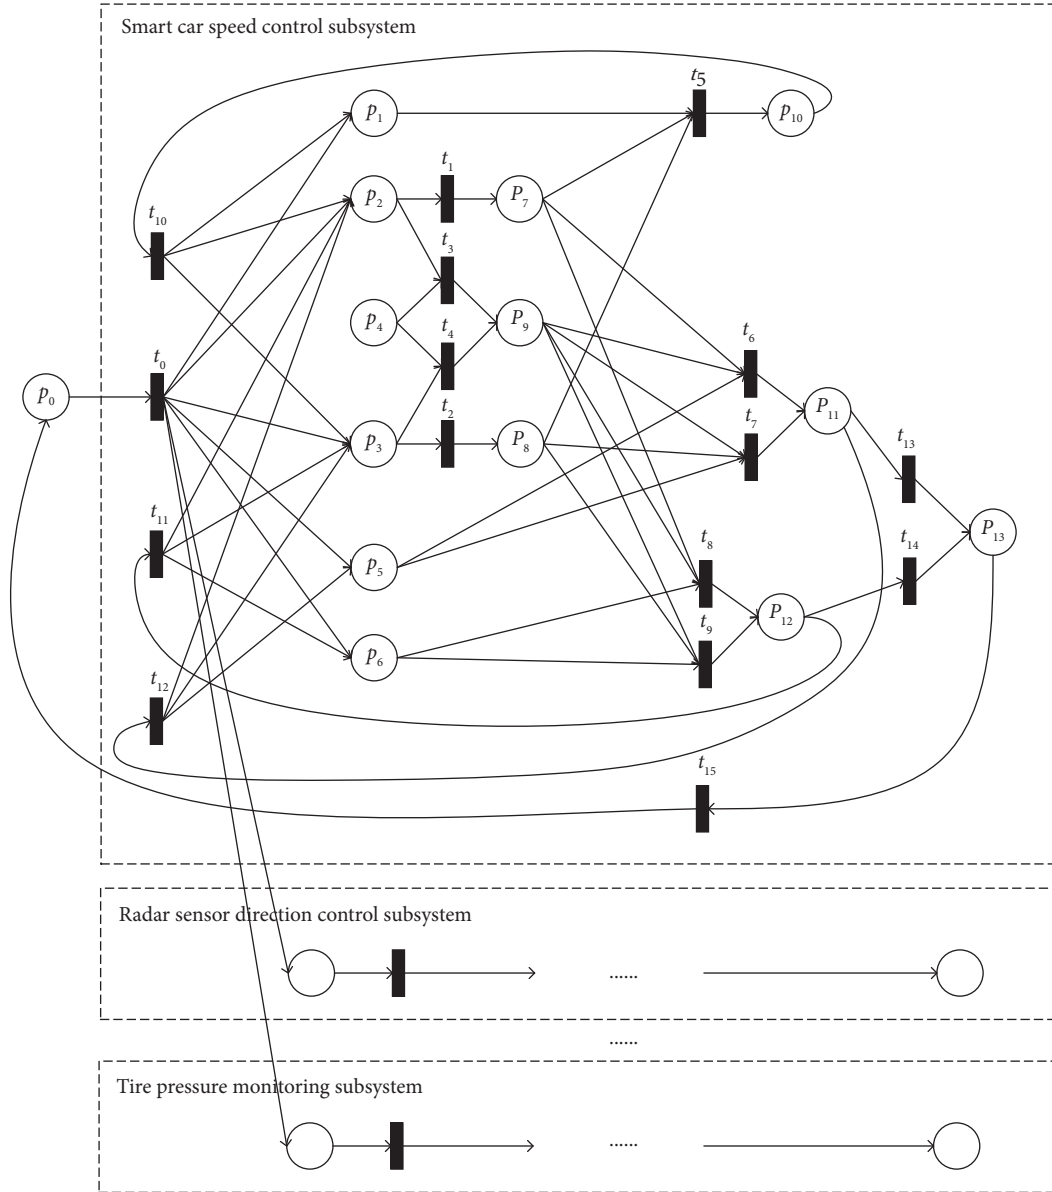 Smart car speed control subsystem
t5
p₁
p₁₀
t₁
p₂
P₇
t₁₀
t₃
p₄
P₉
t₄
t₆
t₀
p₀
P₁₁
t₂
t₇
p₃
P₈
t₁₃
t₁₁
P₁₃
t₈
t₁₄
p₅
P₁₂
t₉
p₆
t₁₂
t₁₅
Radar sensor direction control subsystem
......
......
Tire pressure monitoring subsystem
......